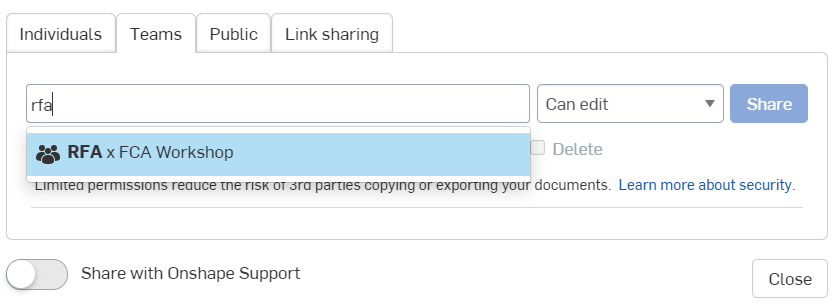 Individuals Teams Public Link sharing
rfa Can edit Share
RFA x FCA Workshop Delete
Limited permissions reduce the risk of 3rd parties copying or exporting your documents. Learn more about security.
Share with Onshape Support
Close